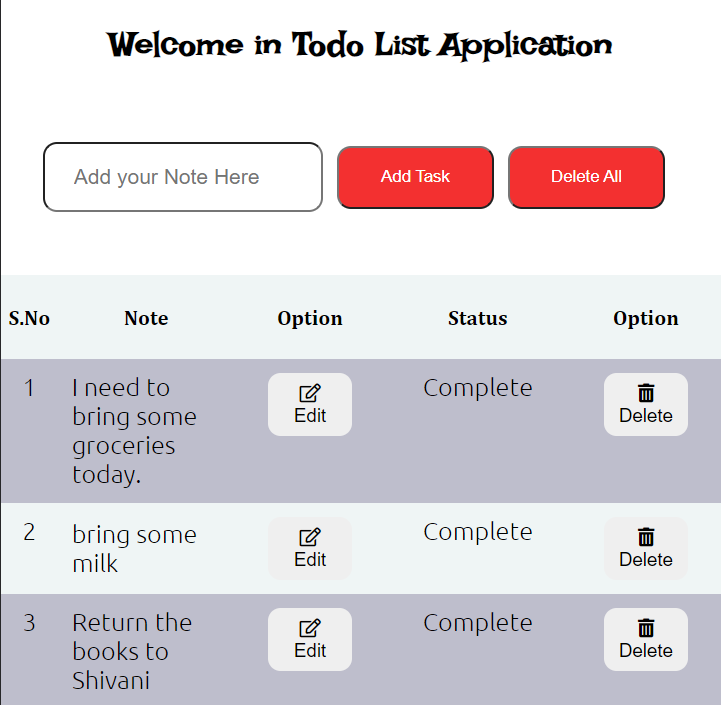 Welcome in Todo List Application
Add your Note Here
Add Task
Delete All
S.No Note Option Status Option
1 I need to Complete
bring some Edit Delete
groceries
today.
2 bring some Complete
milk Edit Delete
3 Return the Complete
books to Edit Delete
Shivani